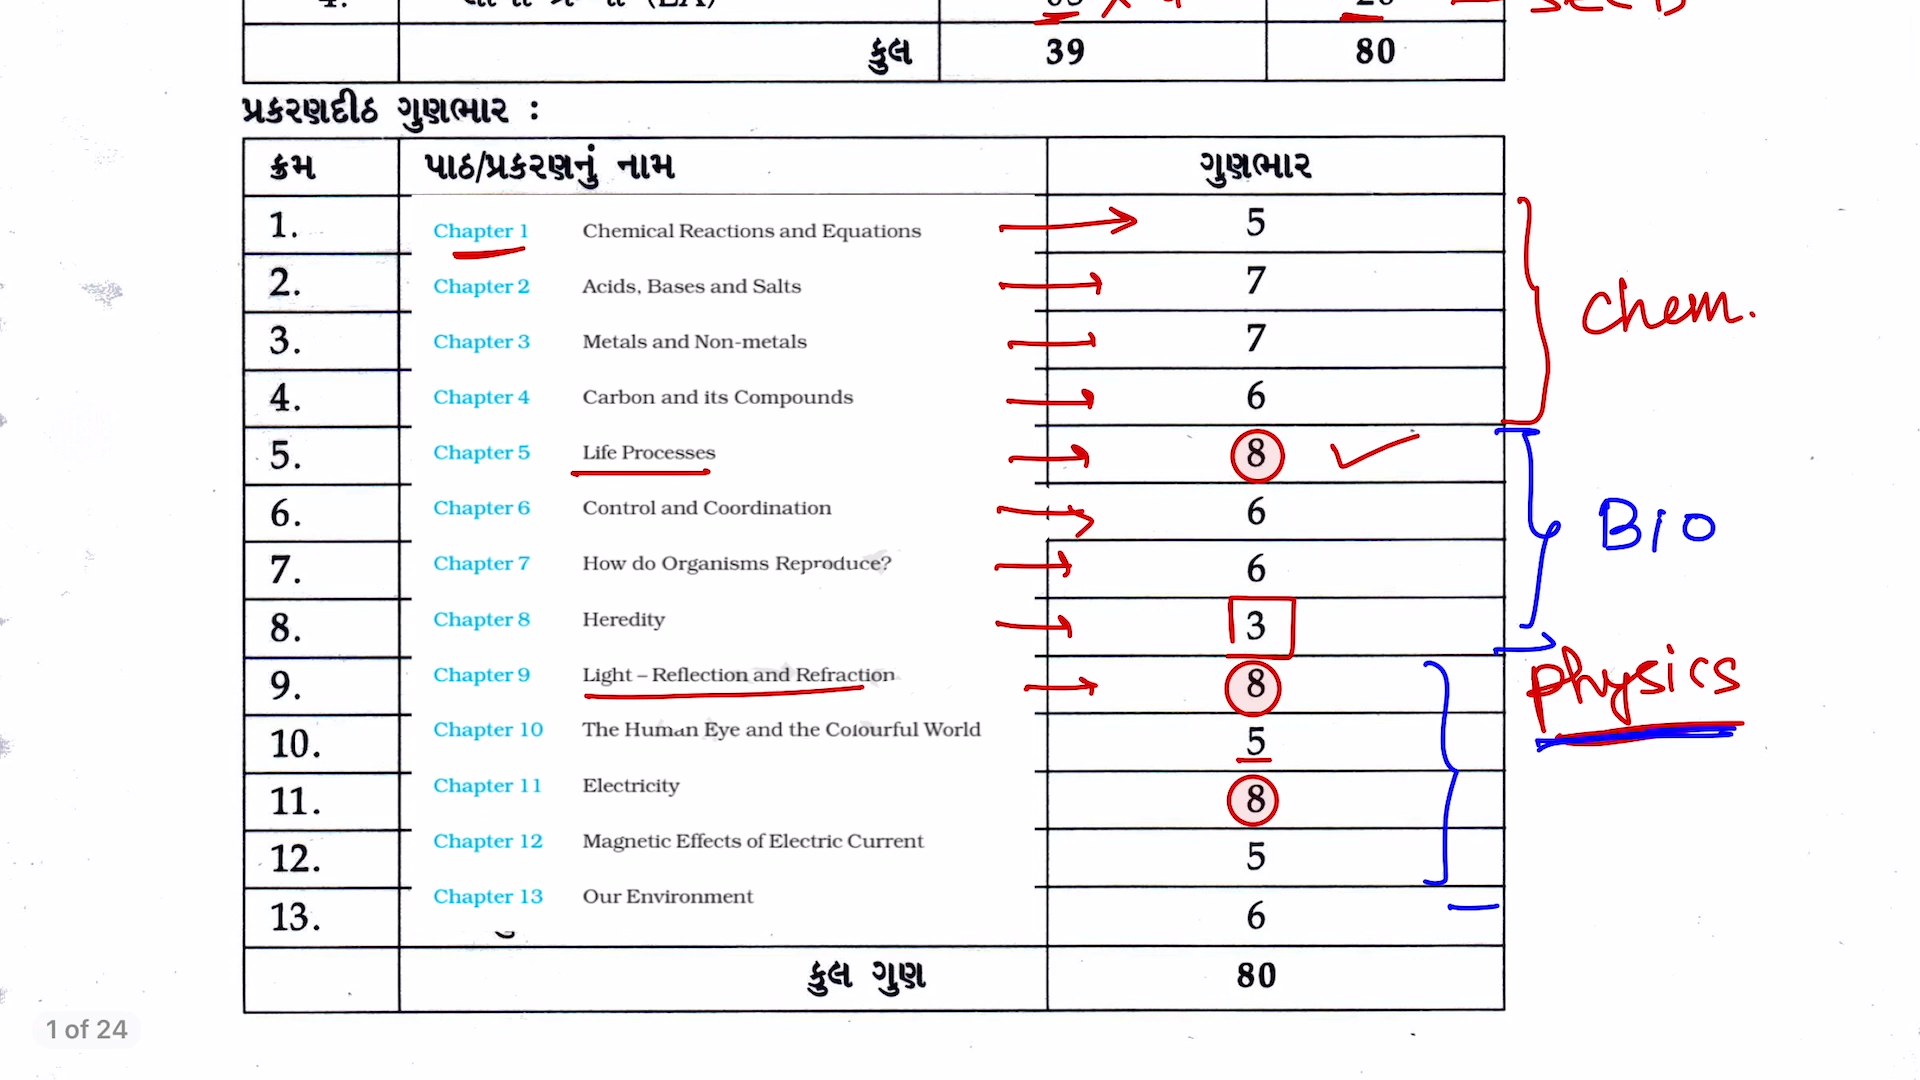 કુલ 39 80
પ્રકરણદીઠ ગુણભાર :
ક્રમ પાઠ/પ્રકરણનું નામ ગુણભાર
1. Chapter 1 Chemical Reactions and Equations 5
2. Chapter 2 Acids, Bases and Salts 7
3. Chapter 3 Metals and Non-metals 7
Chem.
4. Chapter 4 Carbon and its Compounds 6
5. Chapter 5 Life Processes 8
6. Chapter 6 Control and Coordination 6
Bio
7. Chapter 7 How do Organisms Reproduce? 6
8. Chapter 8 Heredity 3
9. Chapter 9 Light – Reflection and Refraction 8
Physics
10. Chapter 10 The Human Eye and the Colourful World 5
11. Chapter 11 Electricity 8
12. Chapter 12 Magnetic Effects of Electric Current 5
13. Chapter 13 Our Environment 6
કુલ ગુણ 80
1 of 24